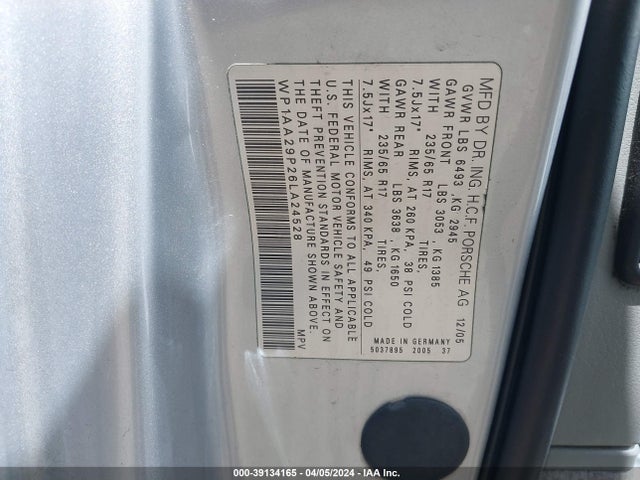 MFD BY DR. ING. H.C.F. PORSCHE AG 12/05
GVWR LBS 6493 , KG 2945
GAWR FRONT LBS 3053 , KG 1385
WITH 235/65 R17 TIRES,
7.5Jx17" RIMS, AT 260 KPA, 38 PSI COLD
GAWR REAR LBS 3638 , KG 1650
WITH 235/65 R17 TIRES,
7.5Jx17" RIMS, AT 340 KPA, 49 PSI COLD
THIS VEHICLE CONFORMS TO ALL APPLICABLE
U.S. FEDERAL MOTOR VEHICLE SAFETY AND
THEFT PREVENTION STANDARDS IN EFFECT ON
THE DATE OF MANUFACTURE SHOWN ABOVE.
WP1AA29P26LA24528 MPV
MADE IN GERMANY
5037895 2005 37
000-39134165 - 04/05/2024 - IAA Inc.